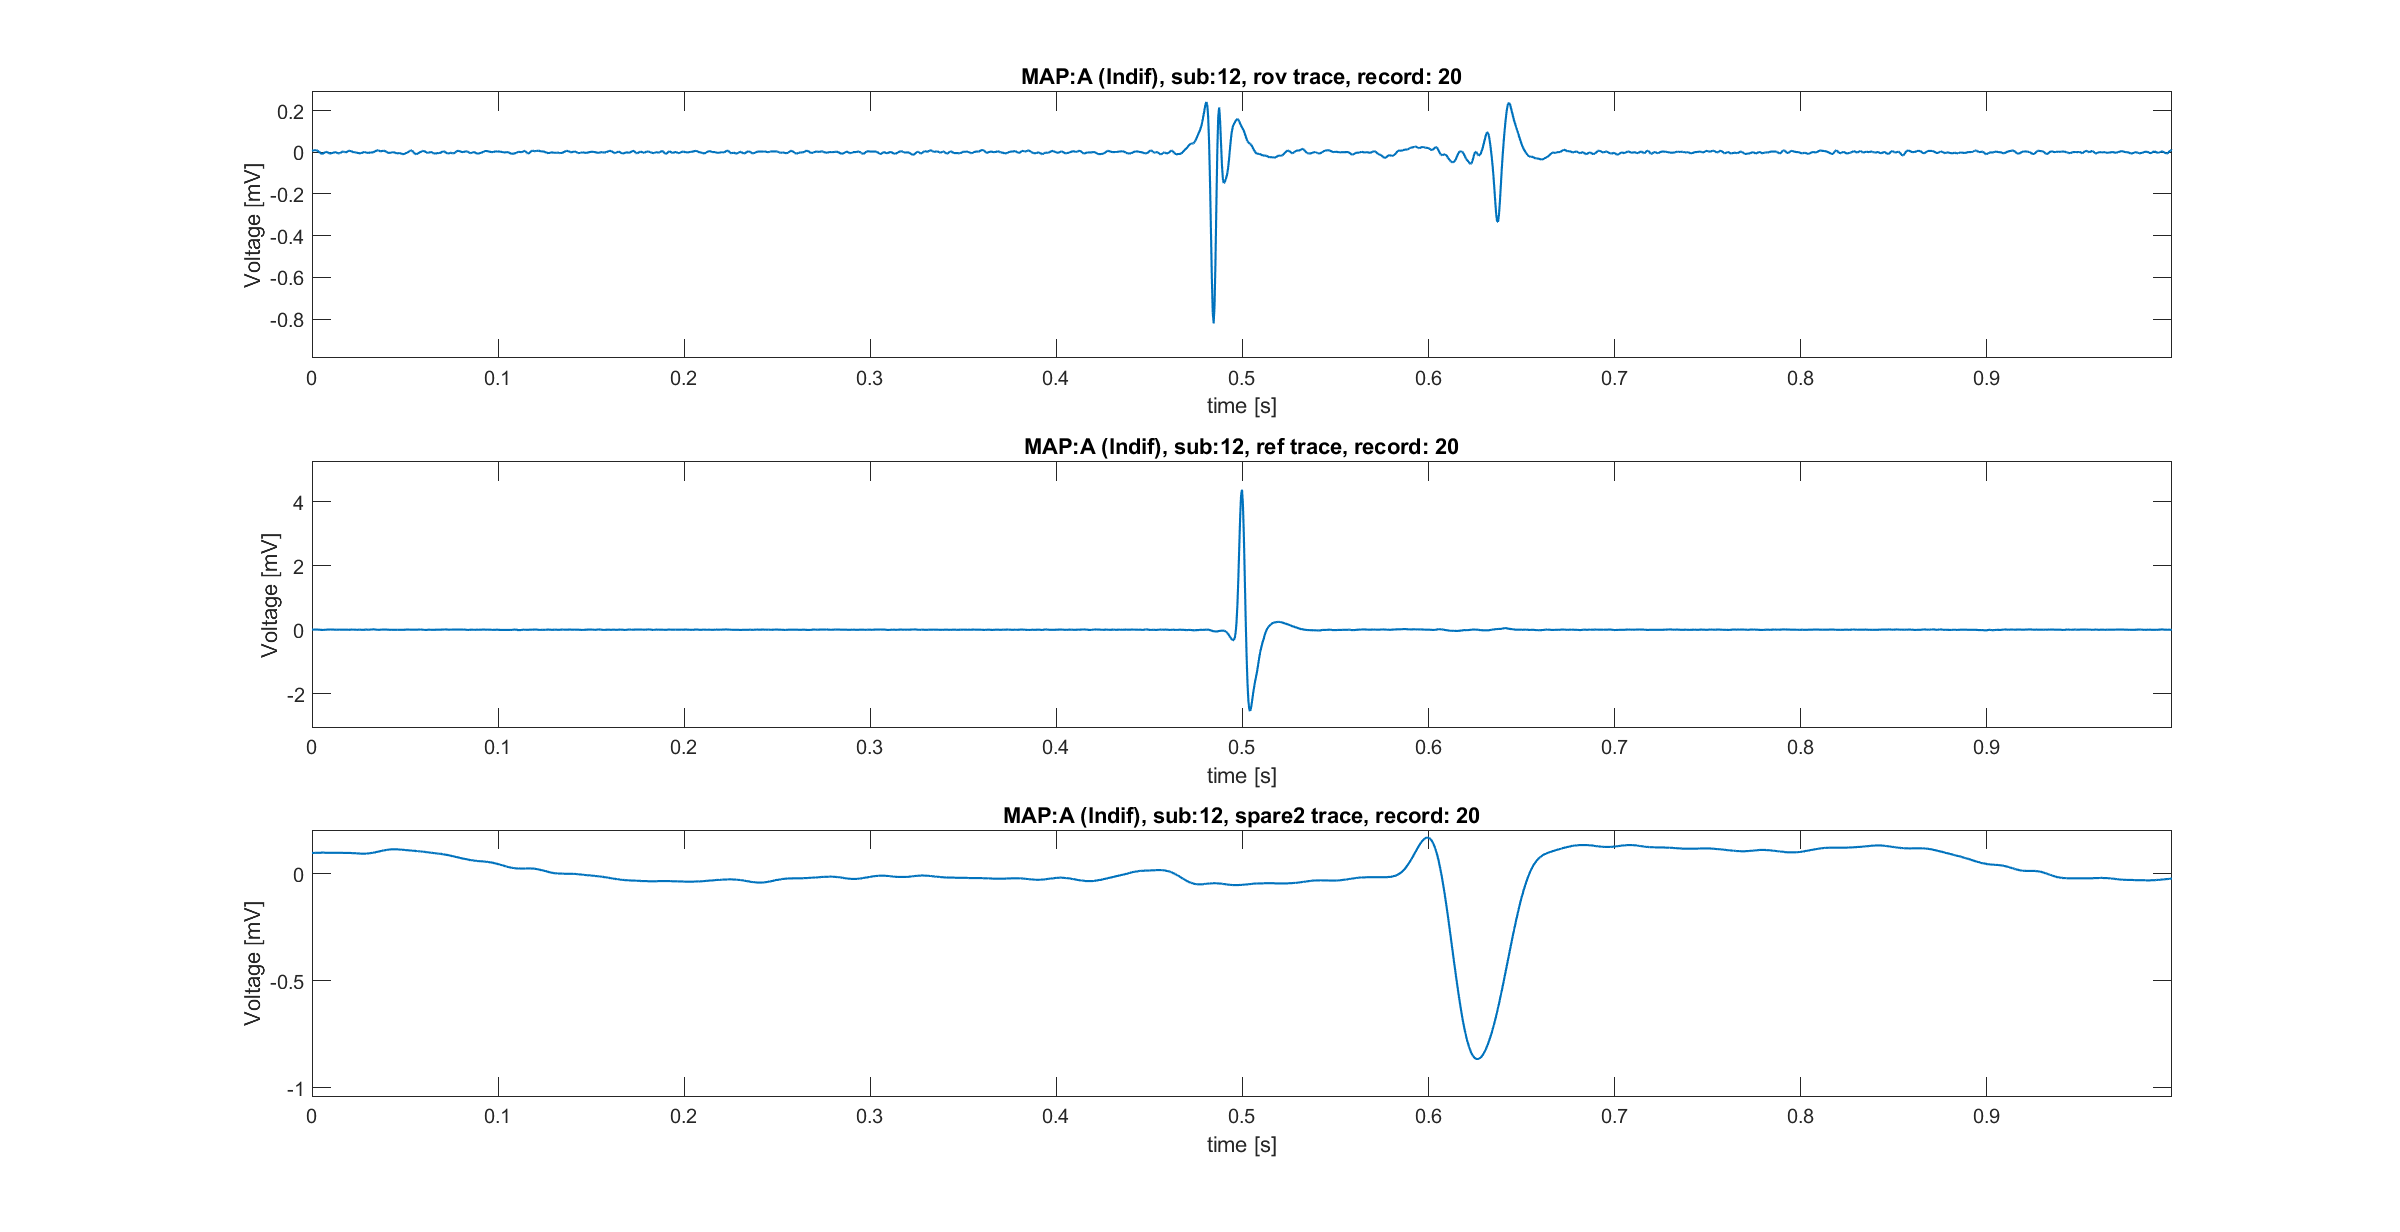 MAP:A (Indif), sub:12, rov trace, record: 20
Voltage [mV]
0.2
0
-0.2
-0.4
-0.6
-0.8
0 0.1 0.2 0.3 0.4 0.5 0.6 0.7 0.8 0.9
time [s]
MAP:A (Indif), sub:12, ref trace, record: 20
Voltage [mV]
4
2
0
-2
0 0.1 0.2 0.3 0.4 0.5 0.6 0.7 0.8 0.9
time [s]
MAP:A (Indif), sub:12, spare2 trace, record: 20
Voltage [mV]
0
-0.5
-1
0 0.1 0.2 0.3 0.4 0.5 0.6 0.7 0.8 0.9
time [s]